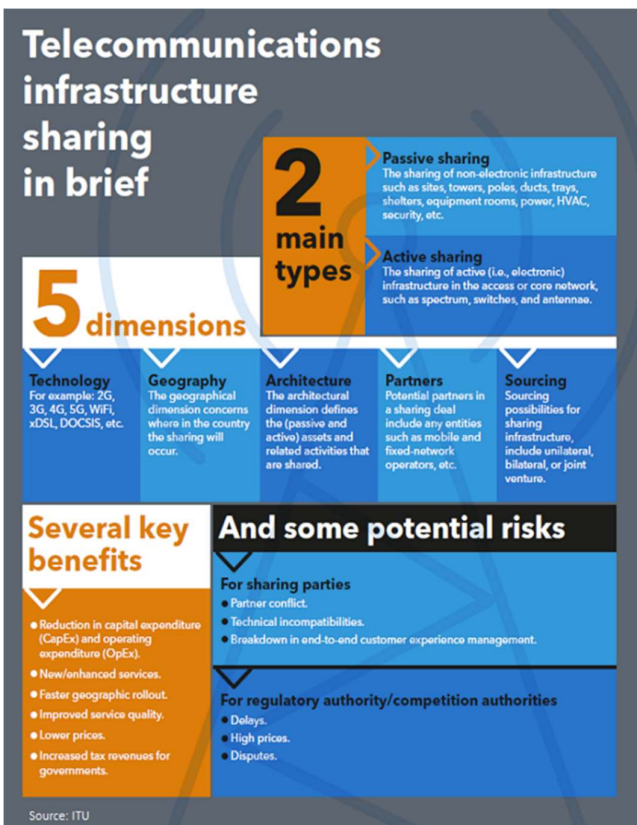 Telecommunications
infrastructure
sharing
in brief
2
main
types
Passive sharing
The sharing of non-electronic infrastructure
such as sites, towers, poles, ducts, trays,
shelters, equipment rooms, power, HVAC,
security, etc.
Active sharing
The sharing of active (i.e., electronic)
infrastructure in the access or core network,
such as spectrum, switches, and antennae.
5 dimensions
Technology
For example: 2G,
3G, 4G, 5G, WiFi,
xDSL, DOCSIS, etc.
Geography
The geographical
dimension concerns
where in the country
the sharing will
occur.
Architecture
The architectural
dimension defines
the (passive and
active) assets and
related activities that
are shared.
Partners
Potential partners in
a sharing deal
include any entities
such as mobile and
fixed-network
operators, etc.
Sourcing
Sourcing
possibilities for
sharing
infrastructure,
include unilateral,
bilateral, or joint
venture.
Several key
benefits
• Reduction in capital expenditure
(CapEx) and operating
expenditure (OpEx).
• New/enhanced services.
• Faster geographic rollout.
• Improved service quality.
• Lower prices.
• Increased tax revenues for
governments.
And some potential risks
For sharing parties
• Partner conflict.
• Technical incompatibilities.
• Breakdown in end-to-end customer experience management.
For regulatory authority/competition authorities
• Delays.
• High prices.
• Disputes.
Source: ITU